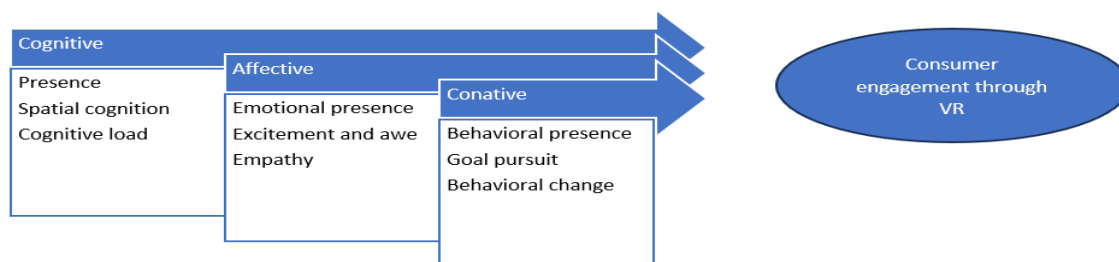 Cognitive
Presence
Spatial cognition
Cognitive load
Affective
Emotional presence
Excitement and awe
Empathy
Conative
Behavioral presence
Goal pursuit
Behavioral change
Consumer
engagement through
VR